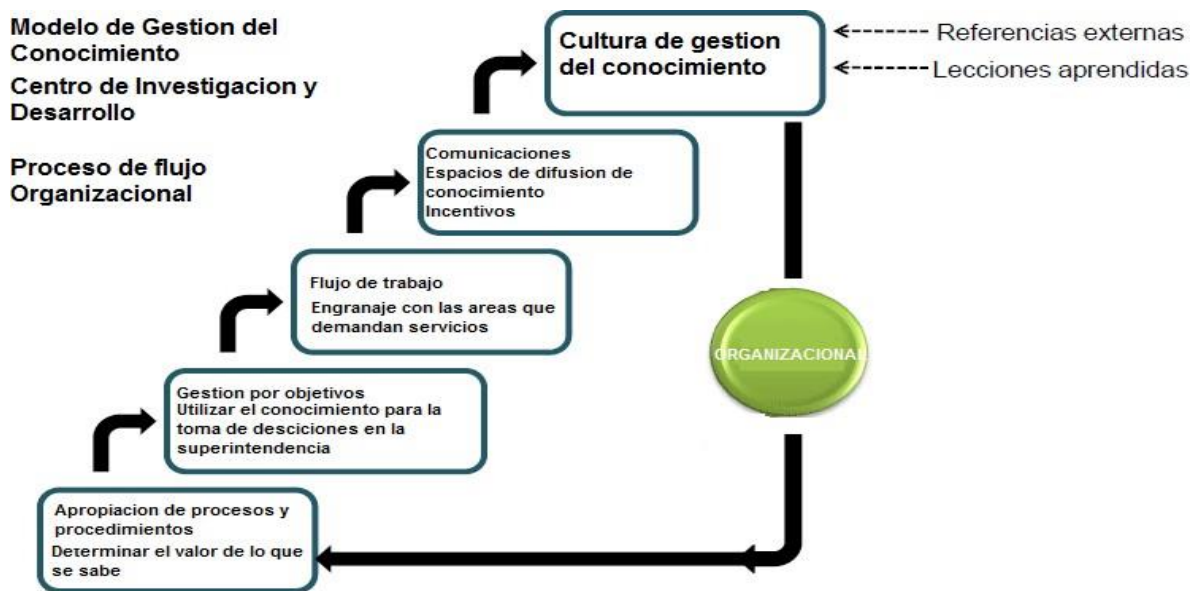 Modelo de Gestion del
Conocimiento
Centro de Investigacion y
Desarrollo
Proceso de flujo
Organizacional
Cultura de gestion
del conocimiento
Referencias externas
Lecciones aprendidas
Comunicaciones
Espacios de difusion de
conocimiento
Incentivos
Flujo de trabajo
Engranaje con las areas que
demandan servicios
ORGANIZACIONAL
Gestion por objetivos
Utilizar el conocimiento para la
toma de desciciones en la
superintendencia
Apropiacion de procesos y
procedimientos
Determinar el valor de lo que
se sabe